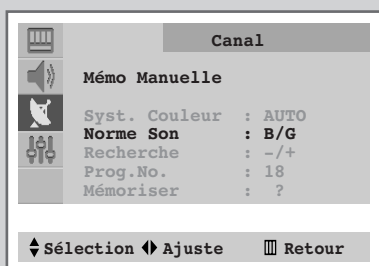 Canal
Mémo Manuelle
Syst. Couleur : AUTO
Norme Son : B/G
Recherche : -/+
Prog.No. : 18
Mémoriser : ?
Sélection Ajuste Retour